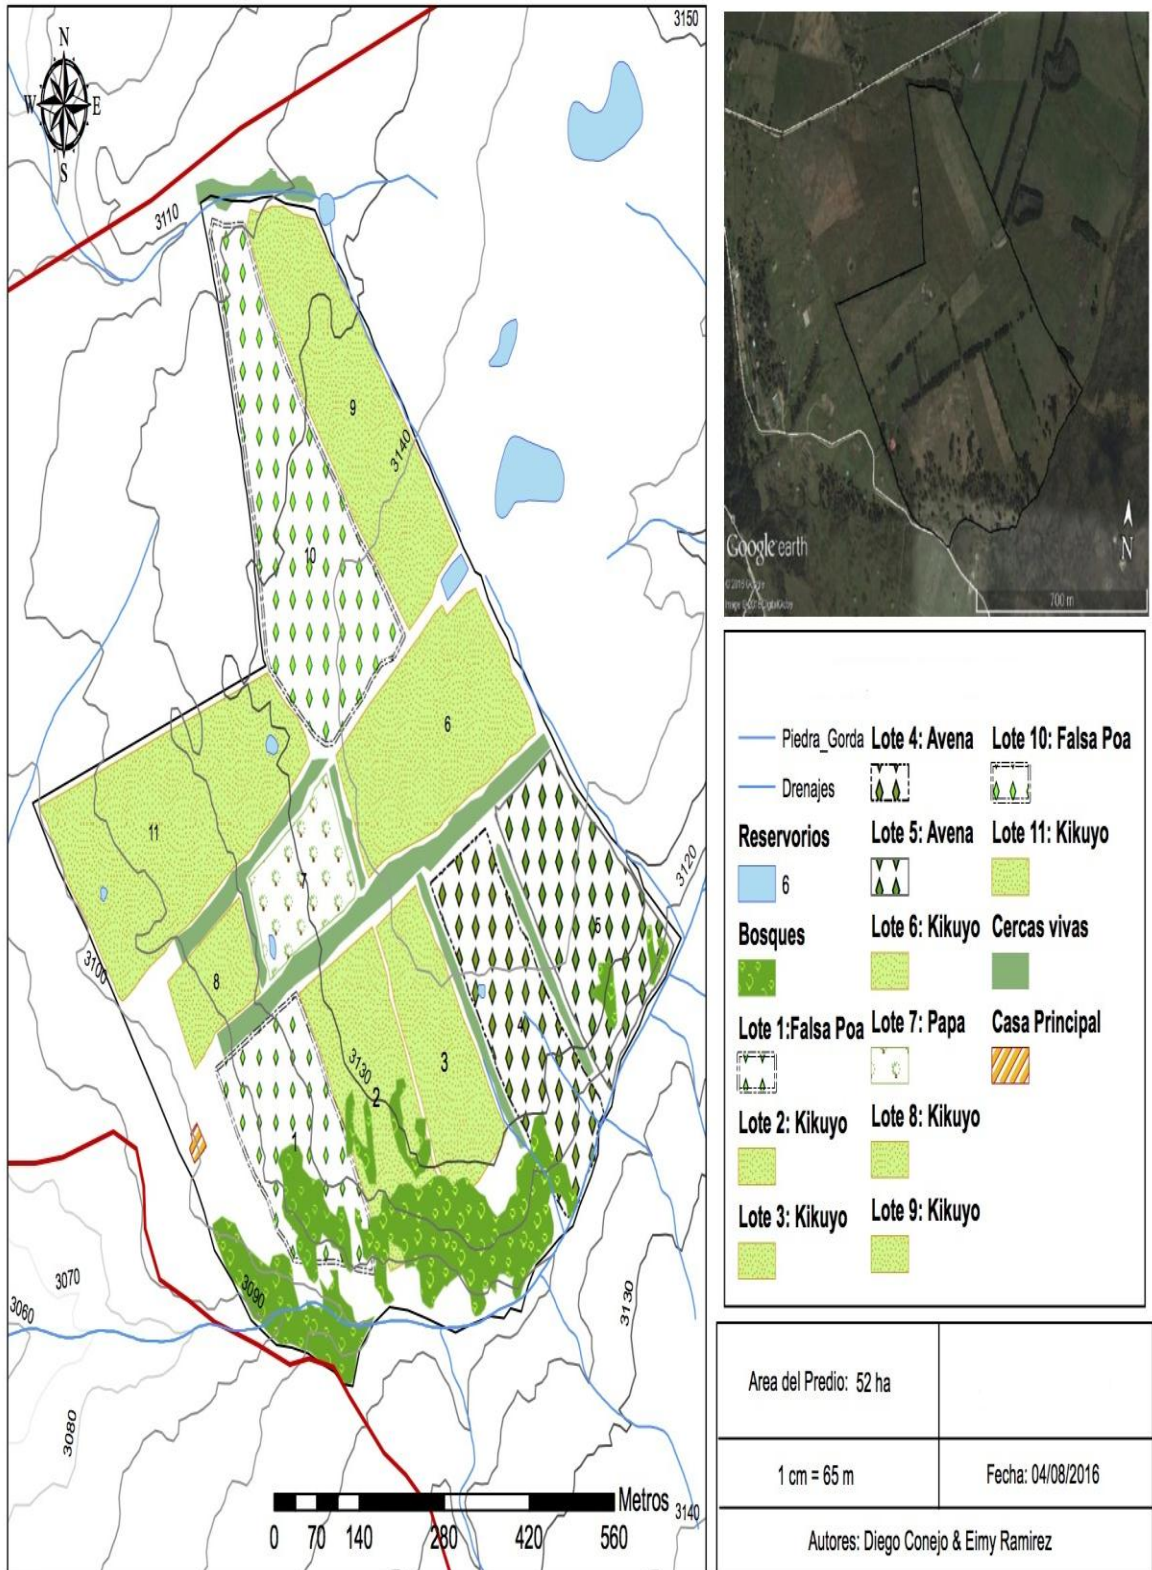 N
W E
S
3150
3110
9
3140
10
6
11
7
3120
5
8
3100
4
3130
3
2
1
3090
3070
3060
3130
3080
Metros
3140
0 70 140 280 420 560
Google earth
N
700 m
Piedra_Gorda
Drenajes
Reservorios
6
Bosques
Lote 1:Falsa Poa
Lote 2: Kikuyo
Lote 3: Kikuyo
Lote 4: Avena
Lote 5: Avena
Lote 6: Kikuyo
Lote 7: Papa
Lote 8: Kikuyo
Lote 9: Kikuyo
Lote 10: Falsa Poa
Lote 11: Kikuyo
Cercas vivas
Casa Principal
Area del Predio: 52 ha
1 cm = 65 m
Fecha: 04/08/2016
Autores: Diego Conejo & Eimy Ramirez